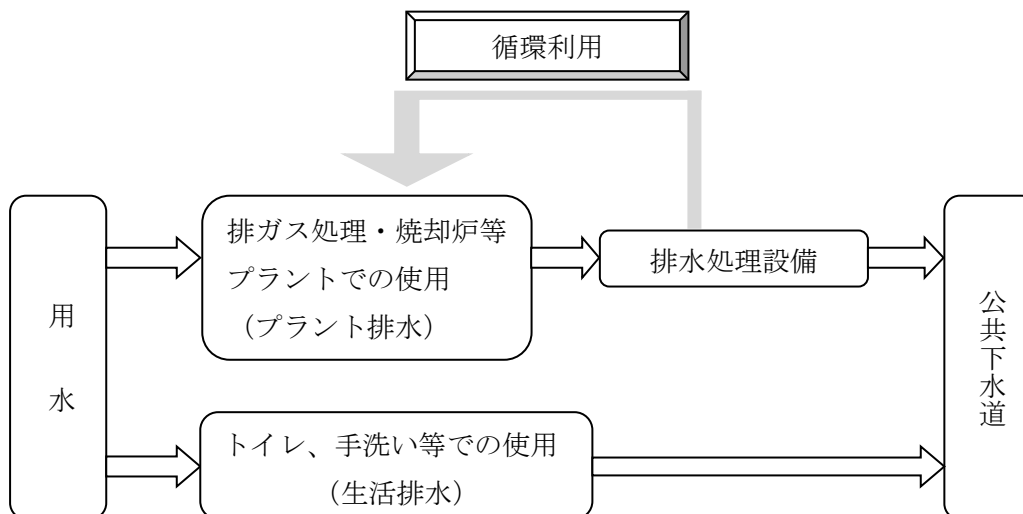 循環利用
用水
排ガス処理・焼却炉等
プラントでの使用
（プラント排水）
排水処理設備
公共下水道
トイレ、手洗い等での使用
（生活排水）